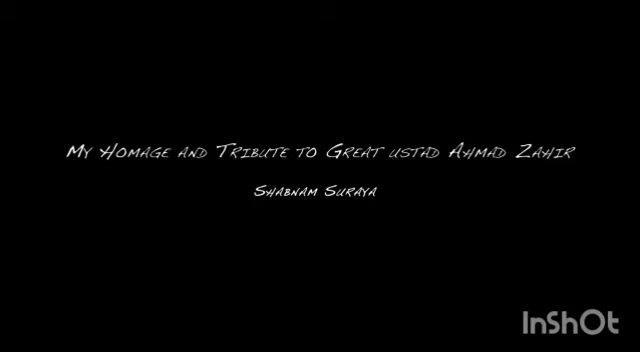 My Homage and Tribute to Great ustad Ahmad Zahir
Shabnam Suraya
InShOt